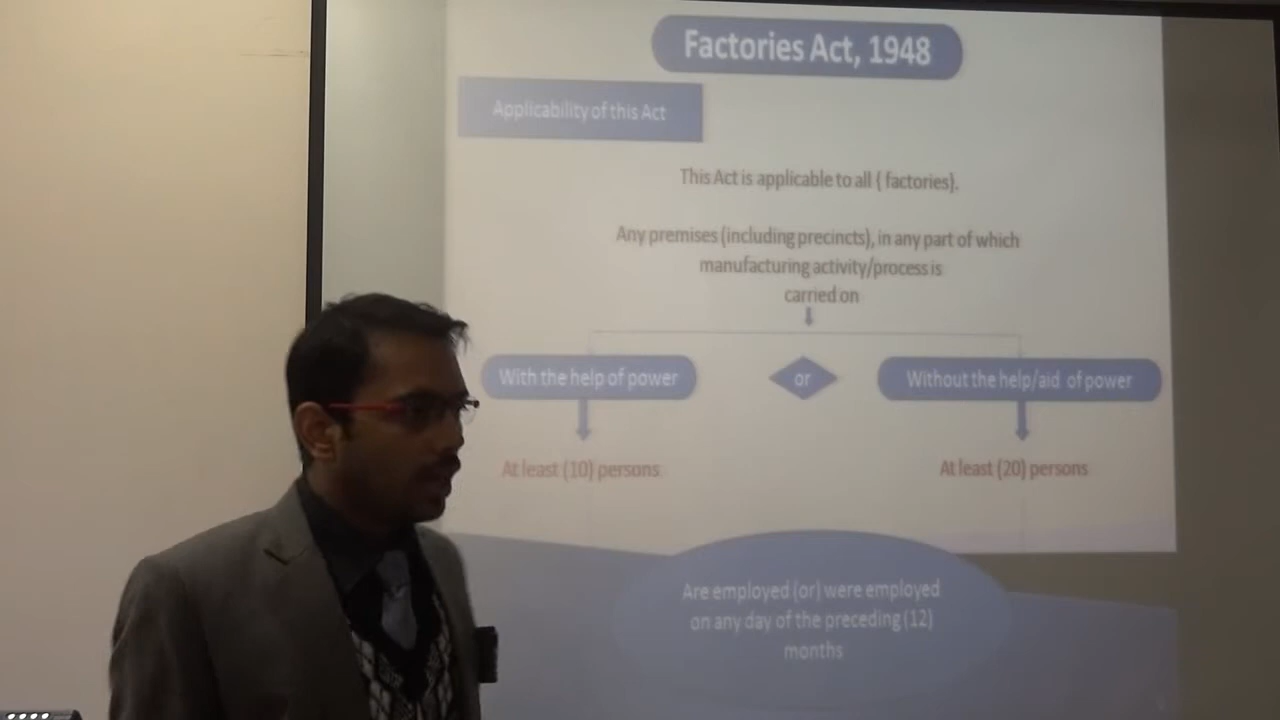 Factories Act, 1948
Applicability of this Act
This Act is applicable to all { factories}.
Any premises (including precincts), in any part of which
manufacturing activity/process is
carried on
With the help of power
or
Without the help/aid of power
At least (10) persons
At least (20) persons
Are employed (or) were employed
on any day of the preceding (12)
months